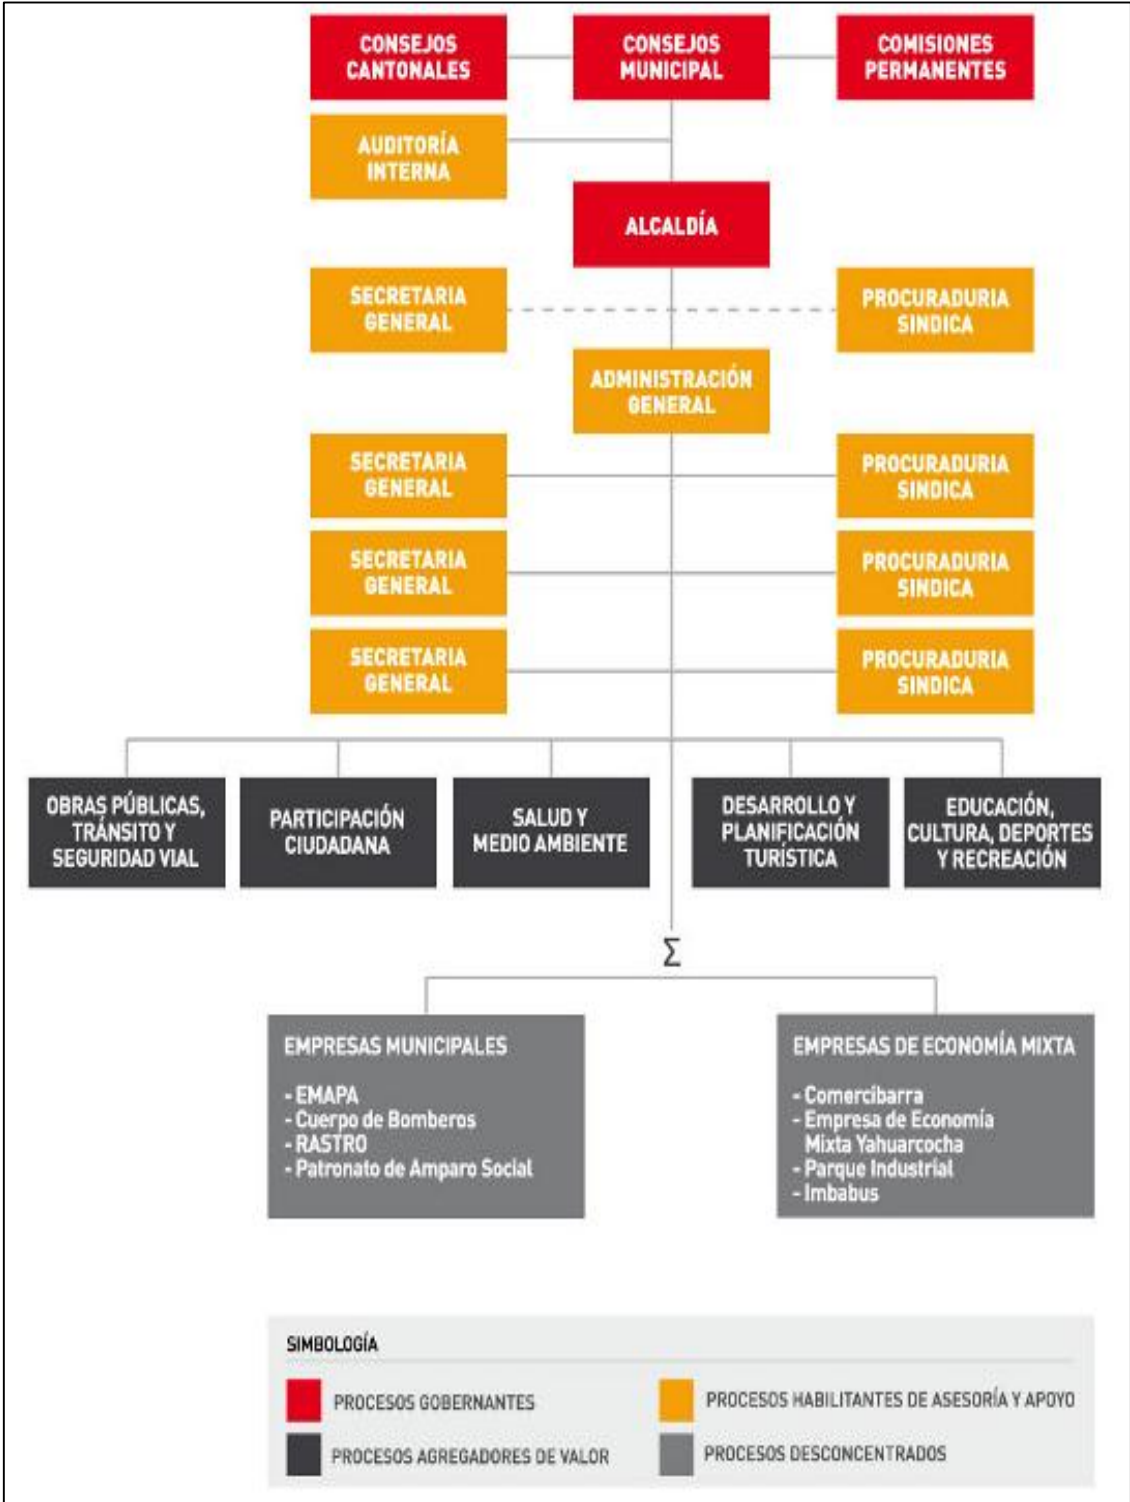 CONSEJOS
CANTONALES
CONSEJOS
MUNICIPAL
COMISIONES
PERMANENTES
AUDITORÍA
INTERNA
ALCALDÍA
SECRETARIA
GENERAL
PROCURADURIA
SINDICA
ADMINISTRACIÓN
GENERAL
SECRETARIA
GENERAL
PROCURADURIA
SINDICA
SECRETARIA
GENERAL
PROCURADURIA
SINDICA
SECRETARIA
GENERAL
PROCURADURIA
SINDICA
OBRAS PÚBLICAS,
TRÁNSITO Y
SEGURIDAD VIAL
PARTICIPACIÓN
CIUDADANA
SALUD Y
MEDIO AMBIENTE
DESARROLLO Y
PLANIFICACIÓN
TURÍSTICA
EDUCACIÓN,
CULTURA, DEPORTES
Y RECREACIÓN
Σ
EMPRESAS MUNICIPALES
- EMAPA
- Cuerpo de Bomberos
- RASTRO
- Patronato de Amparo Social
EMPRESAS DE ECONOMÍA MIXTA
- Comercibarra
- Empresa de Economía
Mixta Yahuarcocha
- Parque Industrial
- Imbabus
SIMBOLOGÍA
PROCESOS GOBERNANTES
PROCESOS HABILITANTES DE ASESORÍA Y APOYO
PROCESOS AGREGADORES DE VALOR
PROCESOS DESCONCENTRADOS